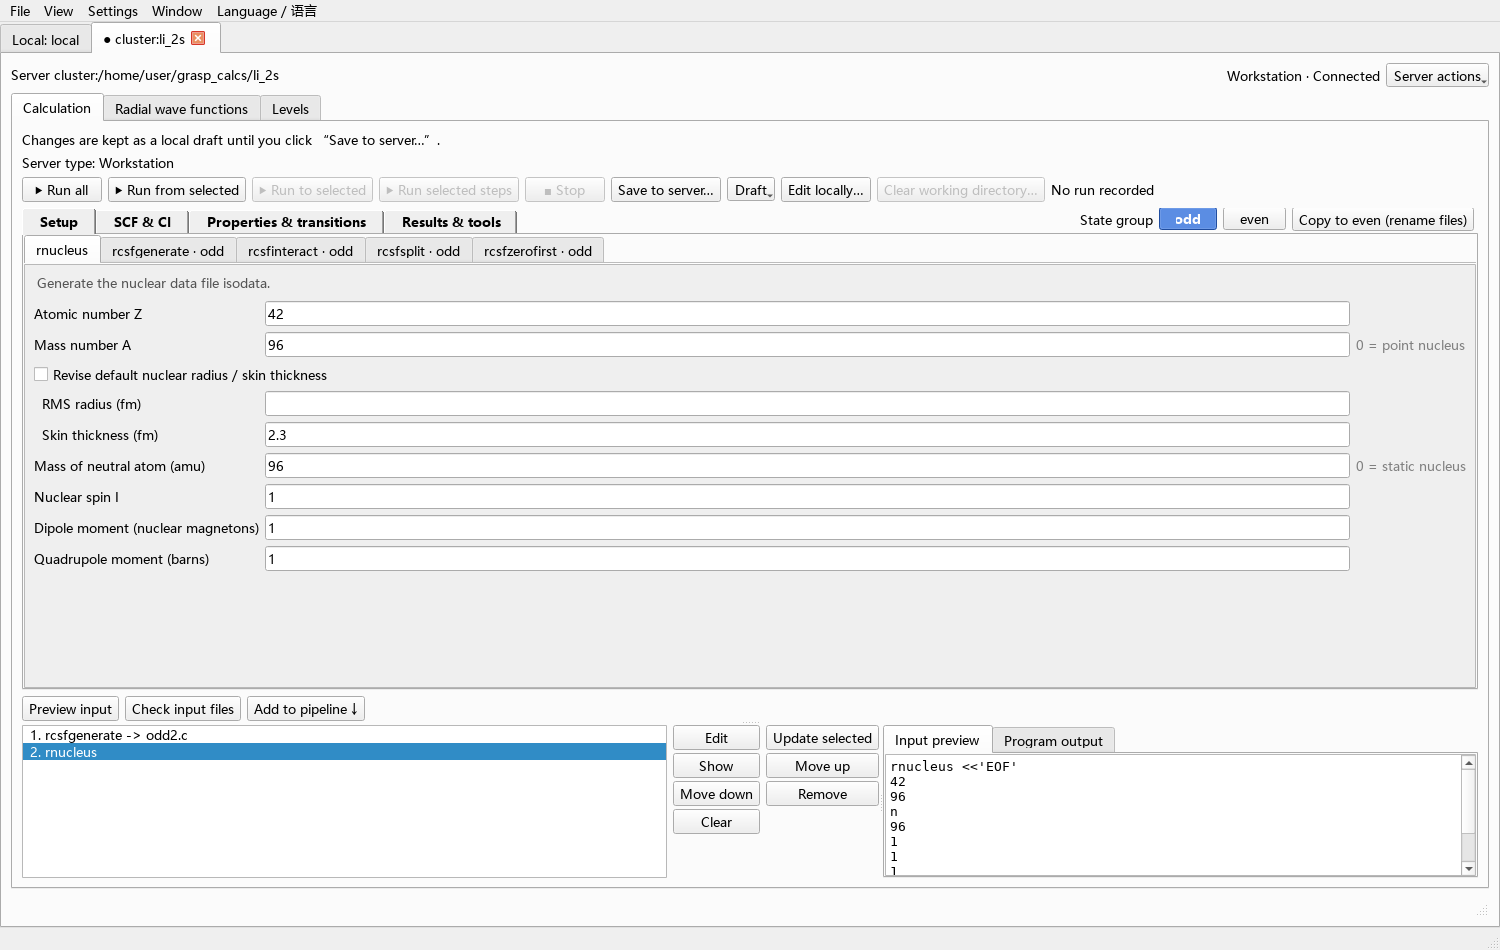 File View Settings Window Language / 语言
Local: local ● cluster:li_2s
Server cluster:/home/user/grasp_calcs/li_2s Workstation · Connected Server actions
Calculation Radial wave functions Levels
Changes are kept as a local draft until you click “Save to server...” .
Server type: Workstation
Run all Run from selected Run to selected Run selected steps Stop Save to server... Draft Edit locally... Clear working directory... No run recorded
Setup SCF & CI Properties & transitions Results & tools State group odd even Copy to even (rename files)
rnucleus rcsfgenerate · odd rcsfinteract · odd rcsfsplit · odd rcsfzerofirst · odd
Generate the nuclear data file isodata.
Atomic number Z 42
Mass number A 96 0 = point nucleus
Revise default nuclear radius / skin thickness
RMS radius (fm)
Skin thickness (fm) 2.3
Mass of neutral atom (amu) 96 0 = static nucleus
Nuclear spin I 1
Dipole moment (nuclear magnetons) 1
Quadrupole moment (barns) 1
Preview input Check input files Add to pipeline ↓
1. rcsfgenerate -> odd2.c
2. rnucleus
Edit Update selected
Show Move up
Move down Remove
Clear
Input preview Program output
rnucleus <<'EOF'
42
96
n
96
1
1
1